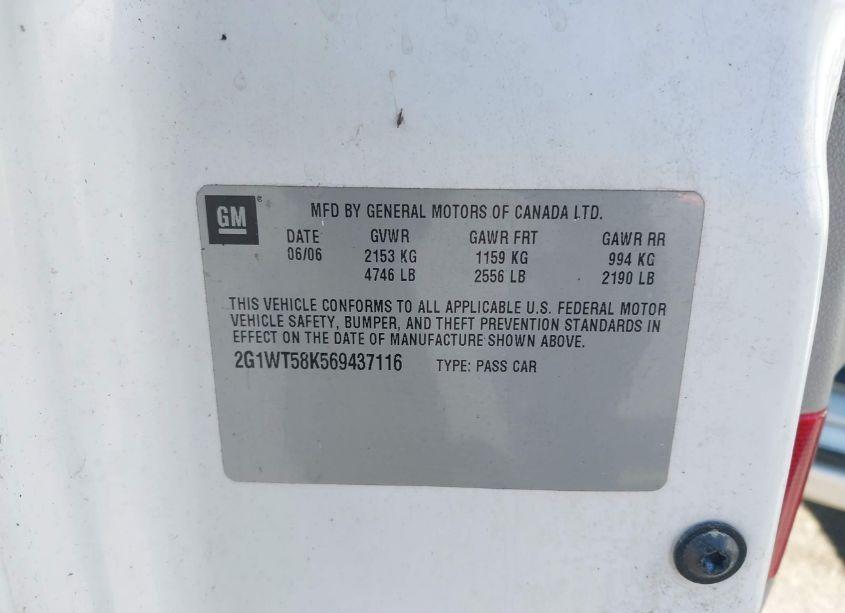 GM® MFD BY GENERAL MOTORS OF CANADA LTD.
DATE GVWR GAWR FRT GAWR RR
06/06 2153 KG 1159 KG 994 KG
4746 LB 2556 LB 2190 LB
THIS VEHICLE CONFORMS TO ALL APPLICABLE U.S. FEDERAL MOTOR
VEHICLE SAFETY, BUMPER, AND THEFT PREVENTION STANDARDS IN
EFFECT ON THE DATE OF MANUFACTURE SHOWN ABOVE.
2G1WT58K569437116 TYPE: PASS CAR